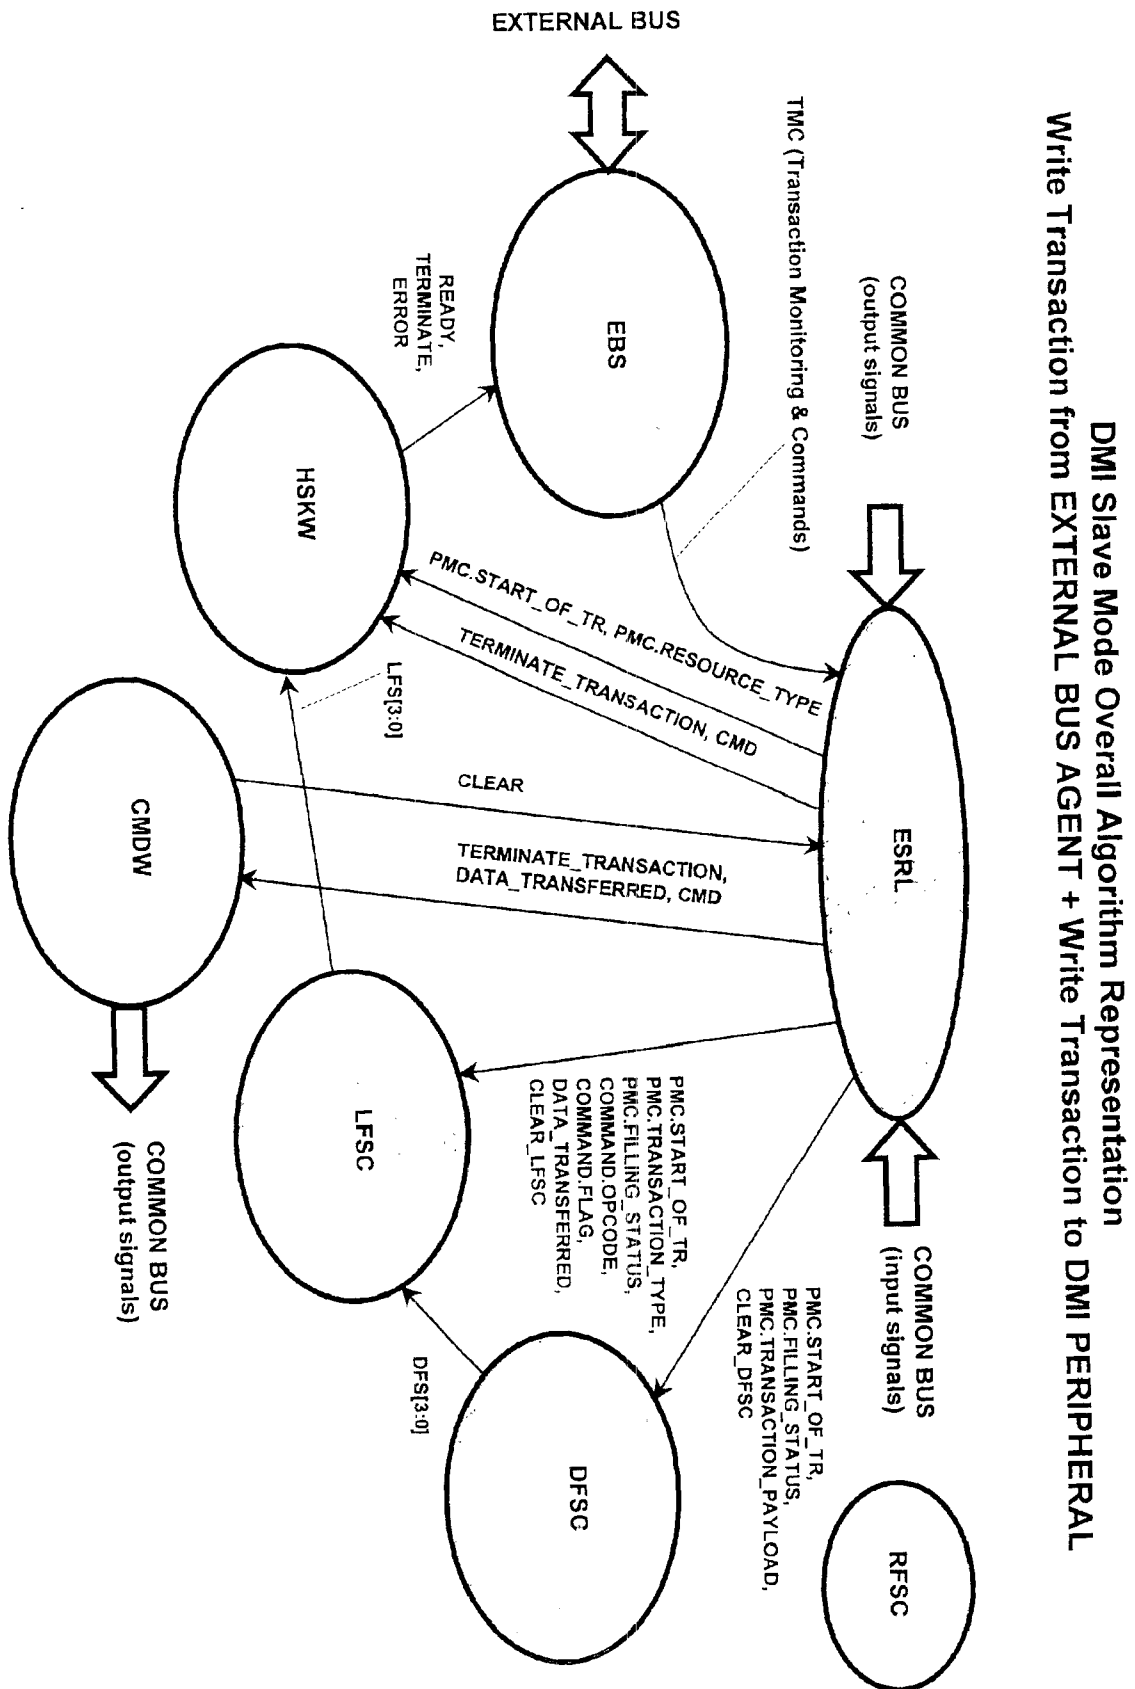 DMI Slave Mode Overall Algorithm Representation
Write Transaction from EXTERNAL BUS AGENT + Write Transaction to DMI PERIPHERAL
COMMON BUS
(output signals)
COMMON BUS
(input signals)
RFSC
ESRL
TMC (Transaction Monitoring & Commands)
EXTERNAL BUS
EBS
PMC.START_OF_TR, PMC.RESOURCE_TYPE
TERMINATE_TRANSACTION, CMD
CLEAR
TERMINATE_TRANSACTION,
DATA_TRANSFERRED, CMD
PMC.START_OF_TR,
PMC.TRANSACTION_TYPE,
PMC.FILLING_STATUS,
COMMAND.OPCODE,
COMMAND.FLAG,
DATA_TRANSFERRED,
CLEAR_LFSC
PMC.START_OF_TR,
PMC.FILLING_STATUS,
PMC.TRANSACTION_PAYLOAD,
CLEAR_DFSC
READY,
TERMINATE,
ERROR
HSKW
LFS[3:0]
LFSC
DFS[3:0]
DFSC
CMDW
COMMON BUS
(output signals)